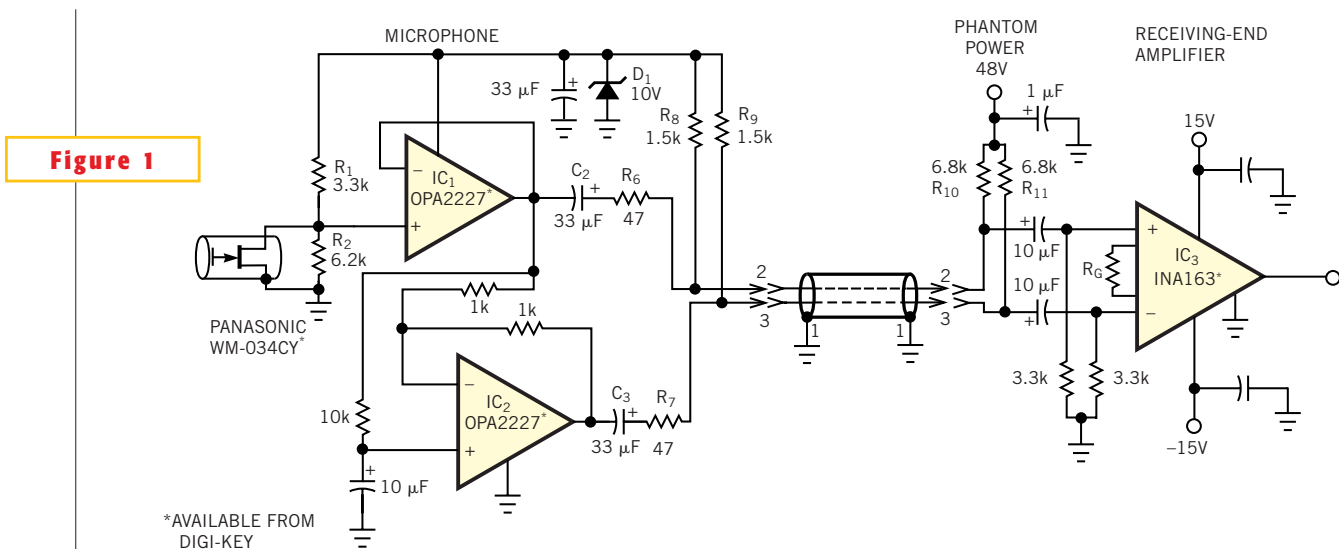 Figure 1
MICROPHONE
33 µF
+
D1
10V
R8
1.5k
R9
1.5k
PHANTOM
POWER
48V
1 µF
+
RECEIVING-END
AMPLIFIER
15V
R1
3.3k
−
IC1
OPA2227*
+
C2
+
33 µF
R6
47
6.8k
R10
6.8k
R11
R2
6.2k
+
10 µF
10 µF
+
RG
+
IC3
INA163*
−
PANASONIC
WM-034CY*
1k
1k
2
3
1
1
2
3
3.3k
3.3k
−15V
10k
−
IC2
OPA2227*
+
C3
+
33 µF
R7
47
+
10 µF
*AVAILABLE FROM
DIGI-KEY